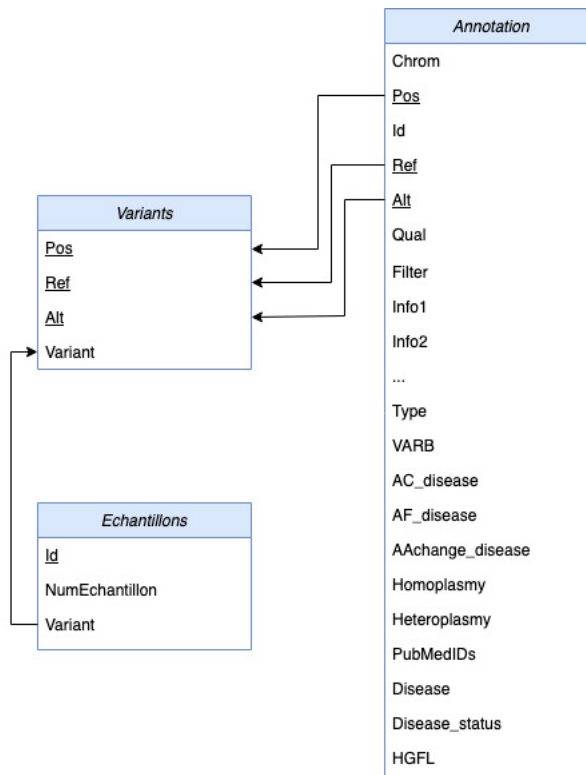 Annotation
Chrom
Pos
Id
Ref
Alt
Qual
Filter
Info1
Info2
...
Type
VARB
AC_disease
AF_disease
AAchange_disease
Homoplasmy
Heteroplasmy
PubMedIDs
Disease
Disease_status
HGFL
Variants
Pos
Ref
Alt
Variant
Echantillons
Id
NumEchantillon
Variant